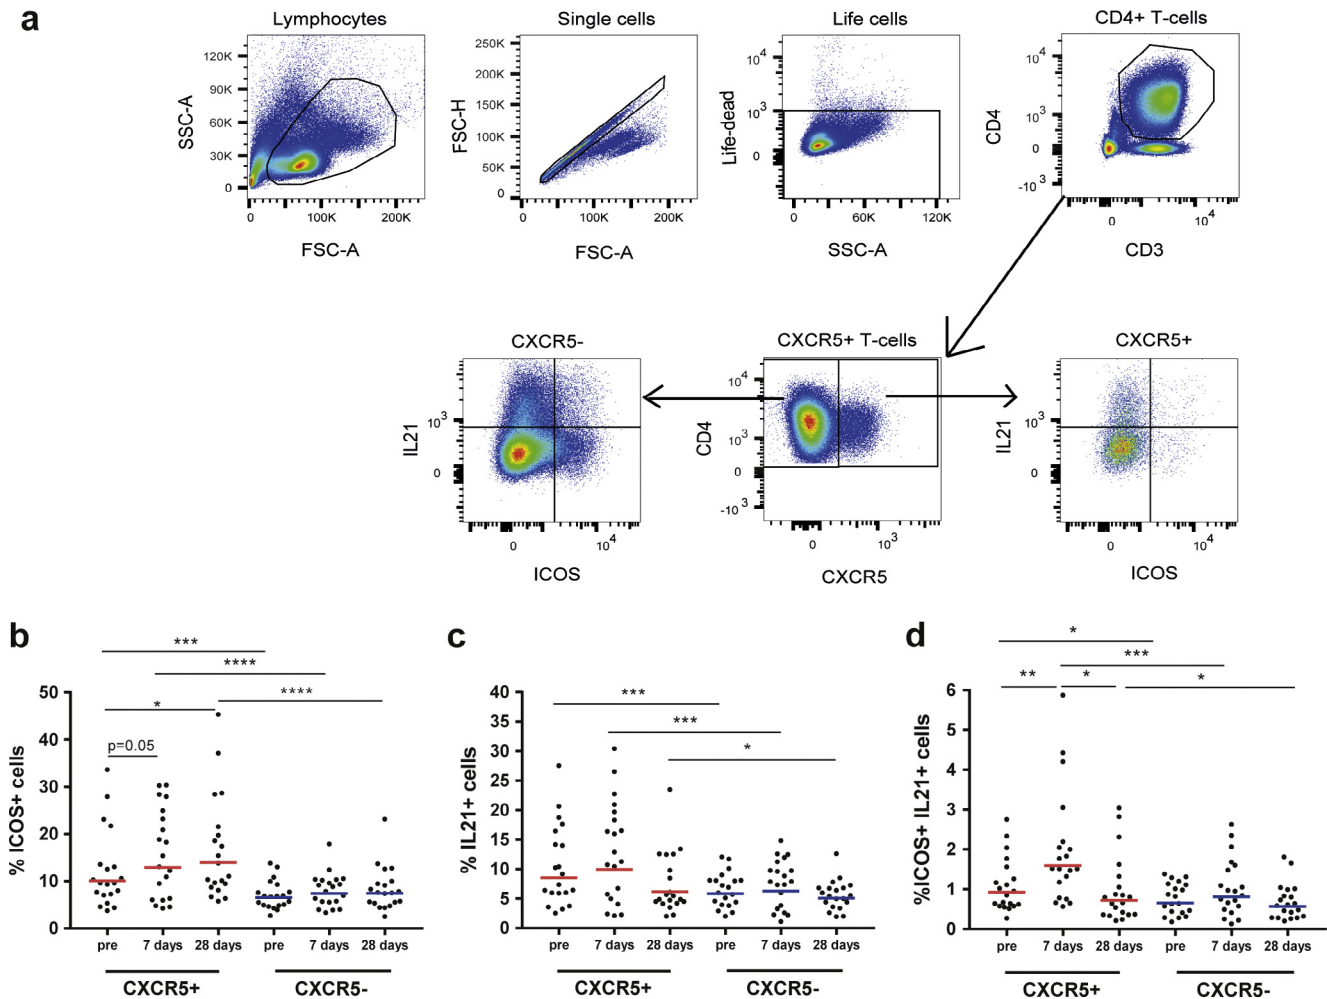 a
Lymphocytes
Single cells
Life cells
CD4+ T-cells
SSC-A
120K
90K
60K
30K
0
0 100K 200K
FSC-A
FSC-H
250K
200K
150K
100K
50K
0
100K 200K
FSC-A
Life-dead
10^4
10^3
0
0 60K 120K
SSC-A
CD4
10^4
10^3
0
-10^3
0 10^4
CD3
CXCR5-
CXCR5+ T-cells
CXCR5+
IL21
10^3
0
0 10^4
ICOS
CD4
10^4
10^3
0
-10^3
0 10^3
CXCR5
IL21
10^3
0
0 10^4
ICOS
b
***
****
****
*
p=0.05
% ICOS+ cells
50
40
30
20
10
0
pre 7 days 28 days pre 7 days 28 days
CXCR5+ CXCR5-
c
***
***
*
% IL21+ cells
40
35
30
25
20
15
10
5
0
pre 7 days 28 days pre 7 days 28 days
CXCR5+ CXCR5-
d
*
***
** * *
%ICOS+ IL21+ cells
6
5
4
3
2
1
0
pre 7 days 28 days pre 7 days 28 days
CXCR5+ CXCR5-